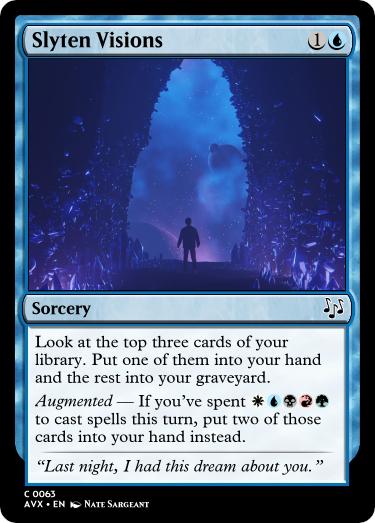 Slyten Visions 1
Sorcery
Look at the top three cards of your
library. Put one of them into your hand
and the rest into your graveyard.
Augmented — If you've spent
to cast spells this turn, put two of those
cards into your hand instead.
“Last night, I had this dream about you.”
C 0063
AVX • EN Nate Sargeant